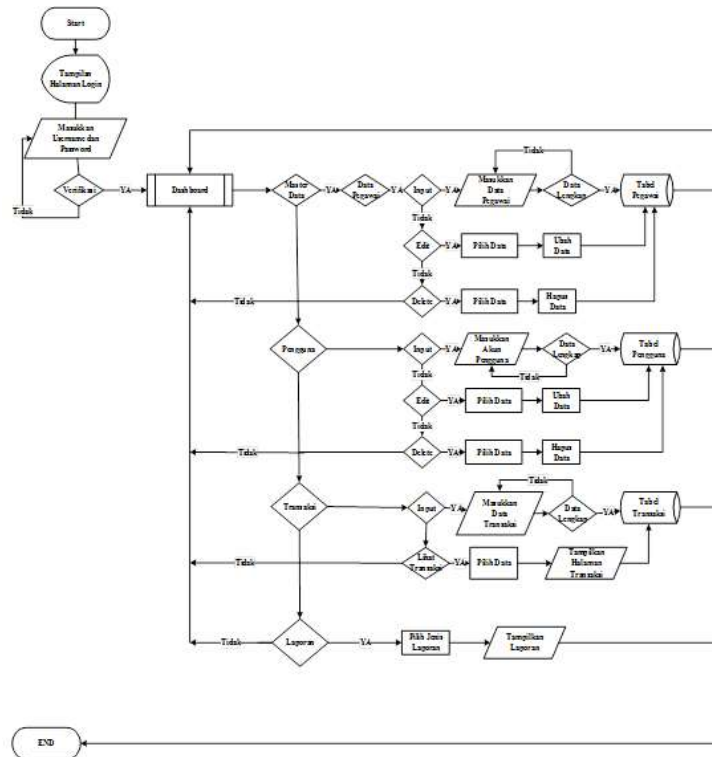 Start
Tampilan
Halaman Login
Masukkan
Username dan
Password
Verifikasi
YA
Tidak
Dashboard
Master
Data
YA
Data
Pegawai
YA
Input
YA
Masukkan
Data
Pegawai
Tidak
Data
Lengkap
YA
Tabel
Pegawai
Tidak
Edit
YA
Pilih Data
Ubah
Data
Tidak
Delete
YA
Pilih Data
Hapus
Data
Tidak
Pengguna
Input
YA
Masukkan
Akun
Pengguna
Data
Lengkap
Tidak
YA
Tabel
Pengguna
Tidak
Edit
YA
Pilih Data
Ubah
Data
Tidak
Delete
YA
Pilih Data
Hapus
Data
Tidak
Transaksi
Input
YA
Masukkan
Data
Transaksi
Tidak
Data
Lengkap
YA
Tabel
Transaksi
Lihat
Transaksi
YA
Pilih Data
Tampilkan
Halaman
Transaksi
Tidak
Laporan
Tidak
YA
Pilih Jenis
Laporan
Tampilkan
Laporan
END